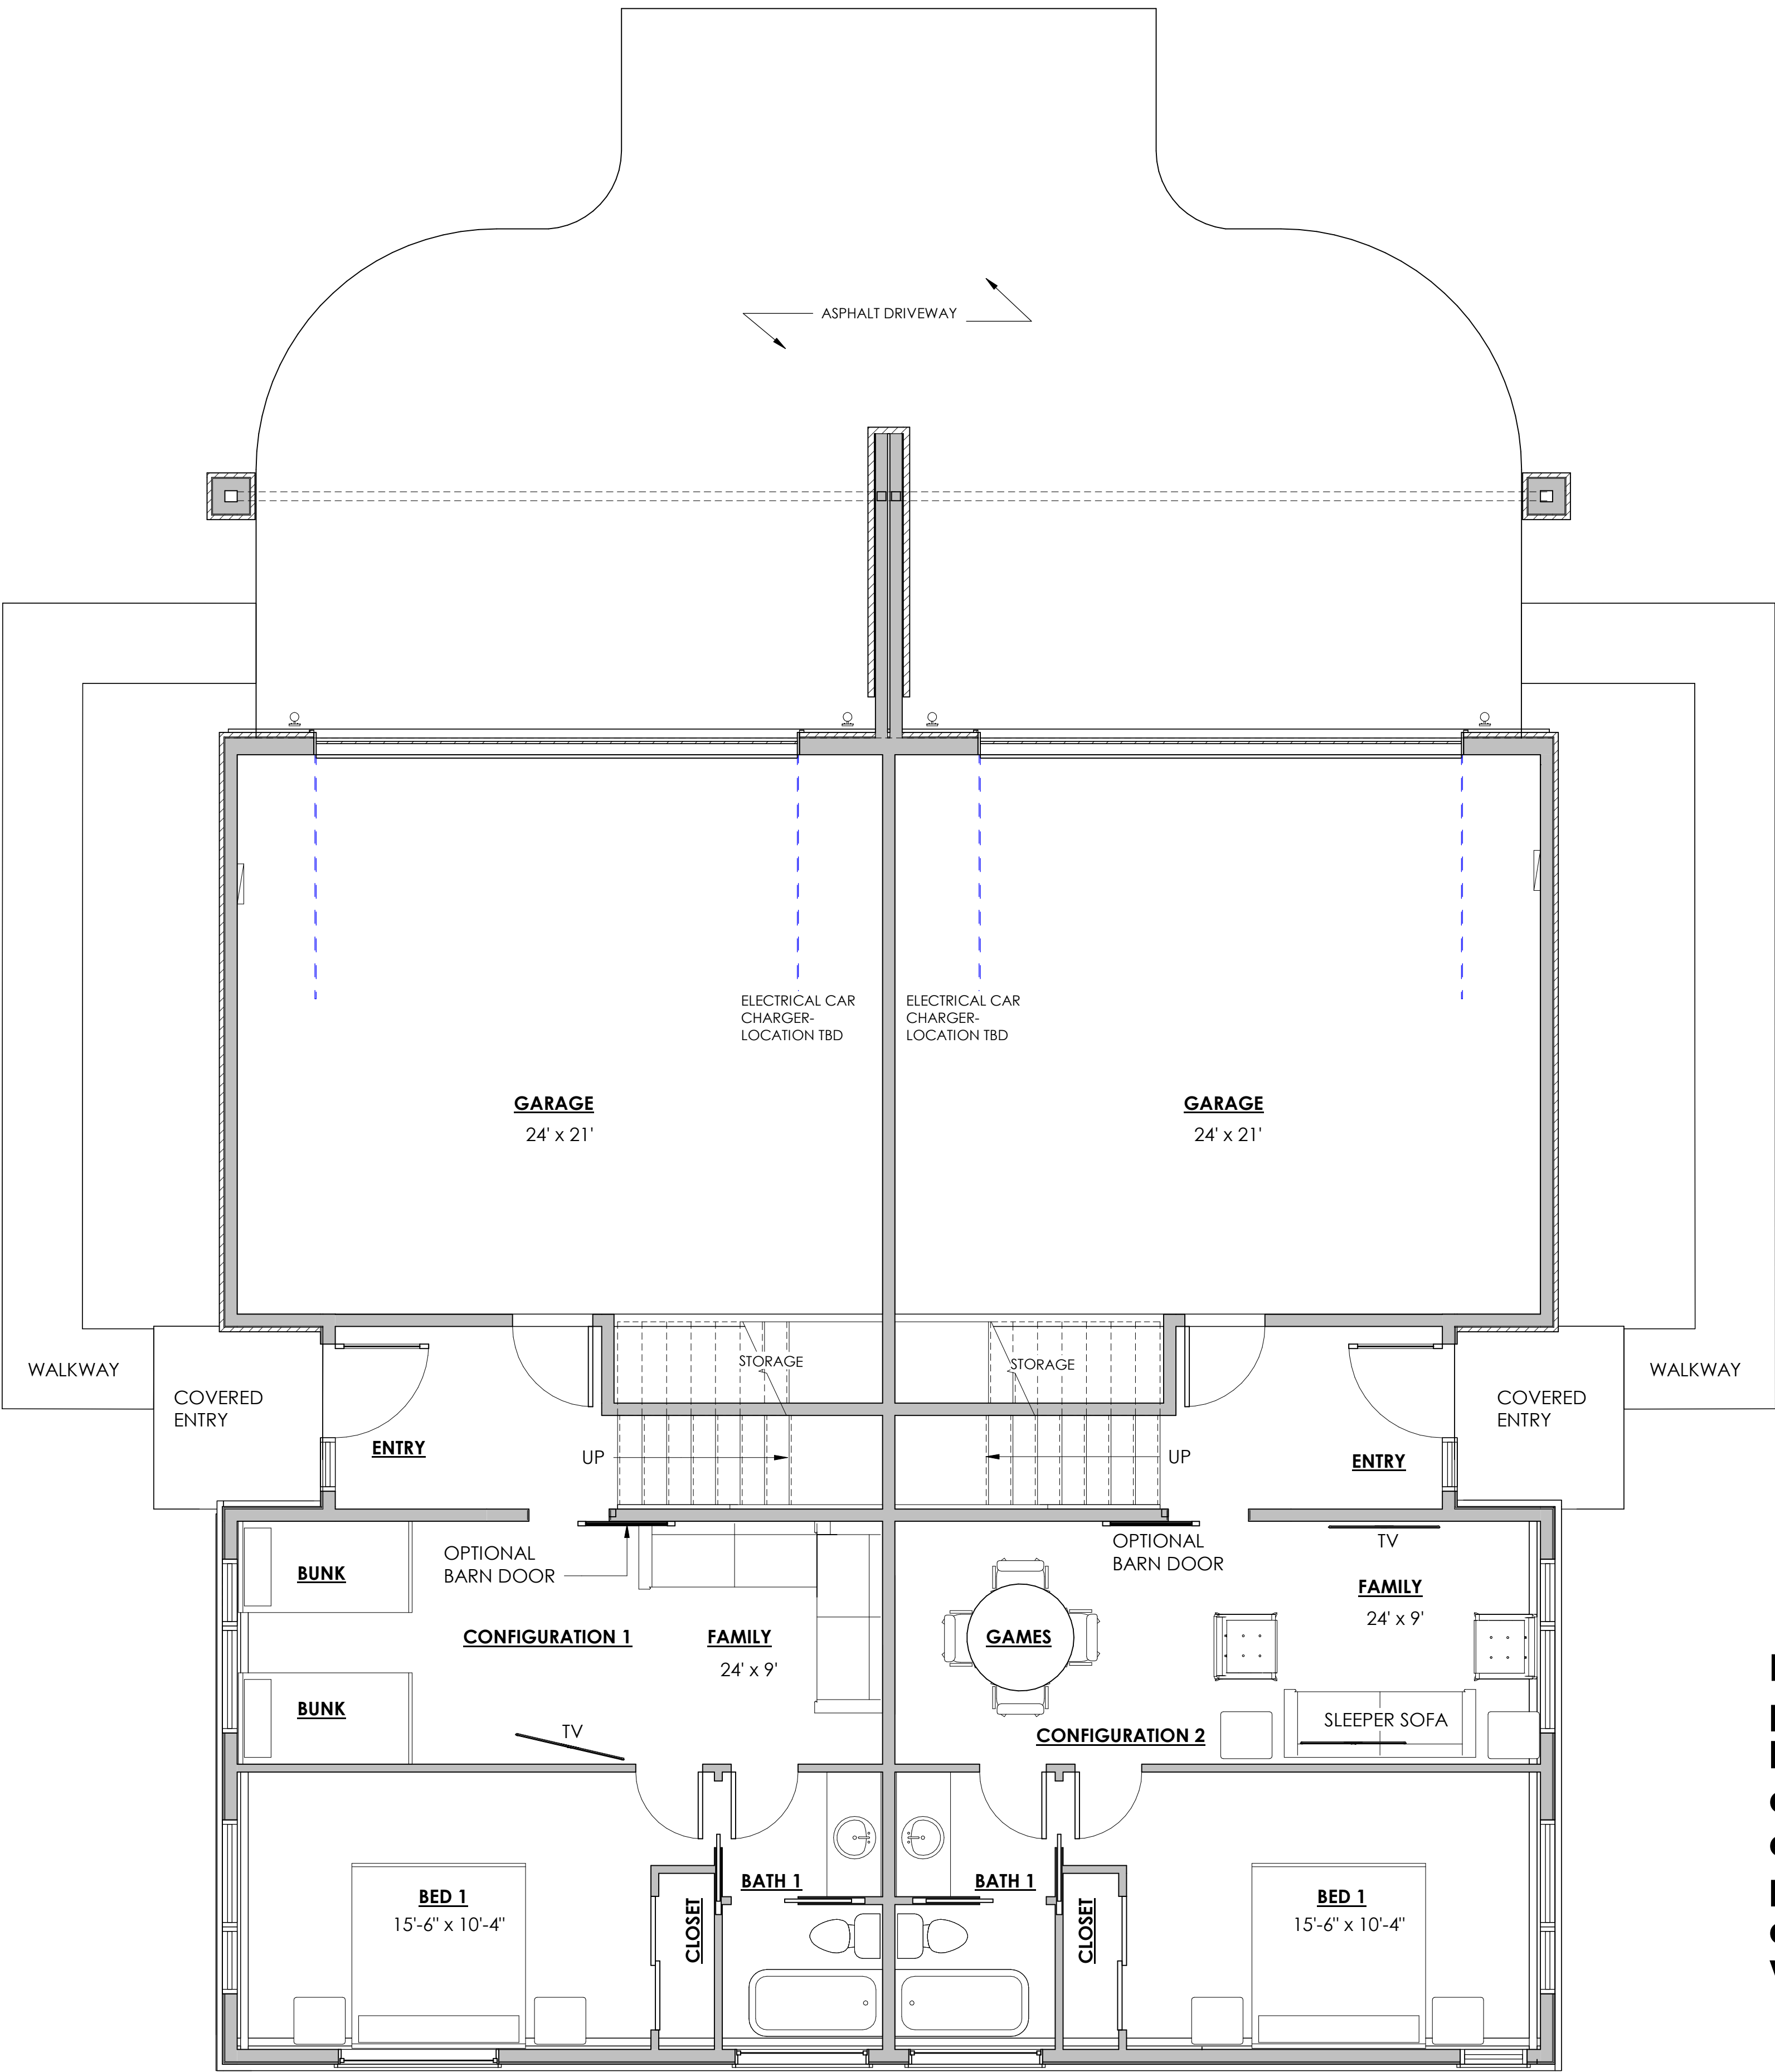 ASPHALT DRIVEWAY
ELECTRICAL CAR
CHARGER-
LOCATION TBD
ELECTRICAL CAR
CHARGER-
LOCATION TBD
GARAGE
24' x 21'
GARAGE
24' x 21'
WALKWAY
COVERED
ENTRY
ENTRY
STORAGE
UP
STORAGE
UP
ENTRY
COVERED
ENTRY
WALKWAY
BUNK
OPTIONAL
BARN DOOR
CONFIGURATION 1
FAMILY
24' x 9'
BUNK
TV
OPTIONAL
BARN DOOR
TV
FAMILY
24' x 9'
GAMES
SLEEPER SOFA
CONFIGURATION 2
BED 1
15'-6" x 10'-4"
CLOSET
BATH 1
BATH 1
CLOSET
BED 1
15'-6" x 10'-4"